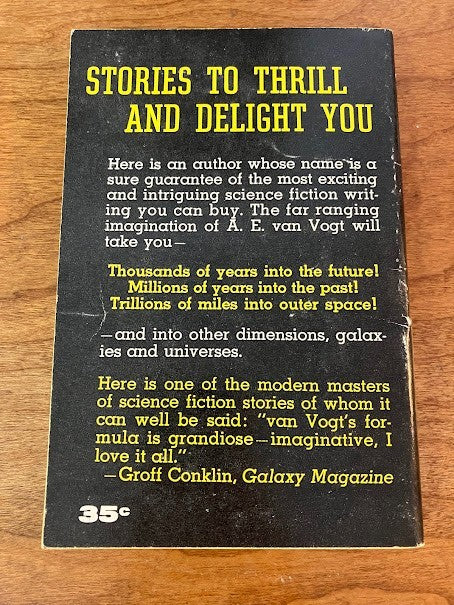 STORIES TO THRILL
AND DELIGHT YOU
Here is an author whose name is a
sure guarantee of the most exciting
and intriguing science fiction writ-
ing you can buy. The far ranging
imagination of A. E. van Vogt will
take you—
Thousands of years into the future!
Millions of years into the past!
Trillions of miles into outer space!
—and into other dimensions, galax-
ies and universes.
Here is one of the modern masters
of science fiction stories of whom it
can well be said: "van Vogt's for-
mula is grandiose—imaginative, I
love it all."
—Groff Conklin, Galaxy Magazine
35c